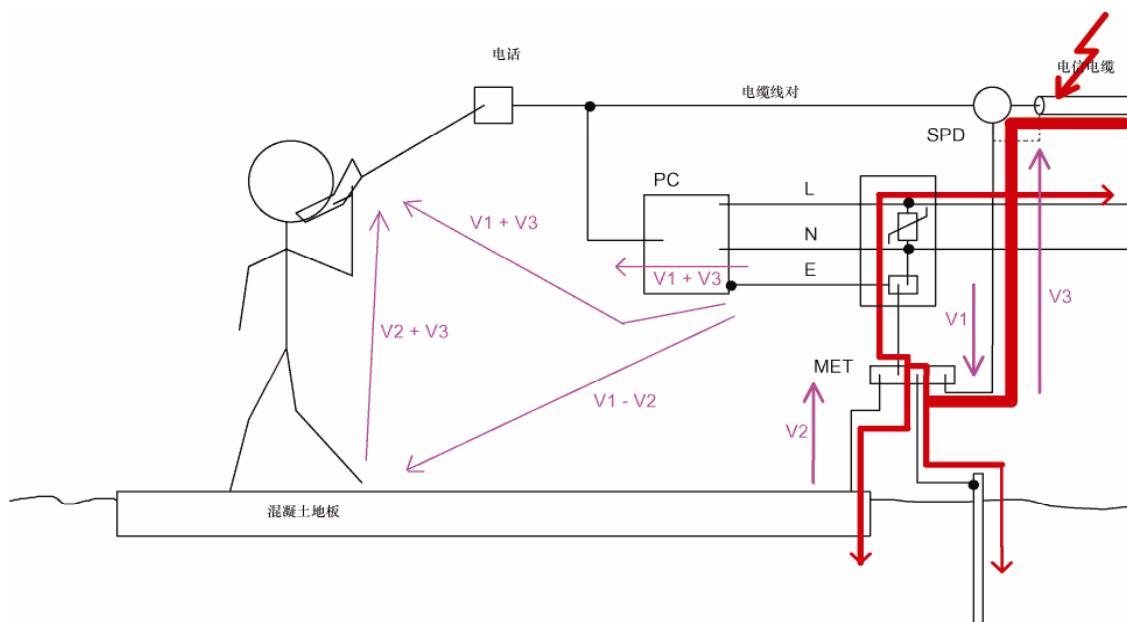 电话
电信电缆
电缆线对
SPD
PC
L
N
E
V1 + V3
V1 + V3
V2 + V3
V1
V3
MET
V1 - V2
V2
混凝土地板